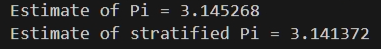 Estimate of Pi = 3.145268
Estimate of stratified Pi = 3.141372